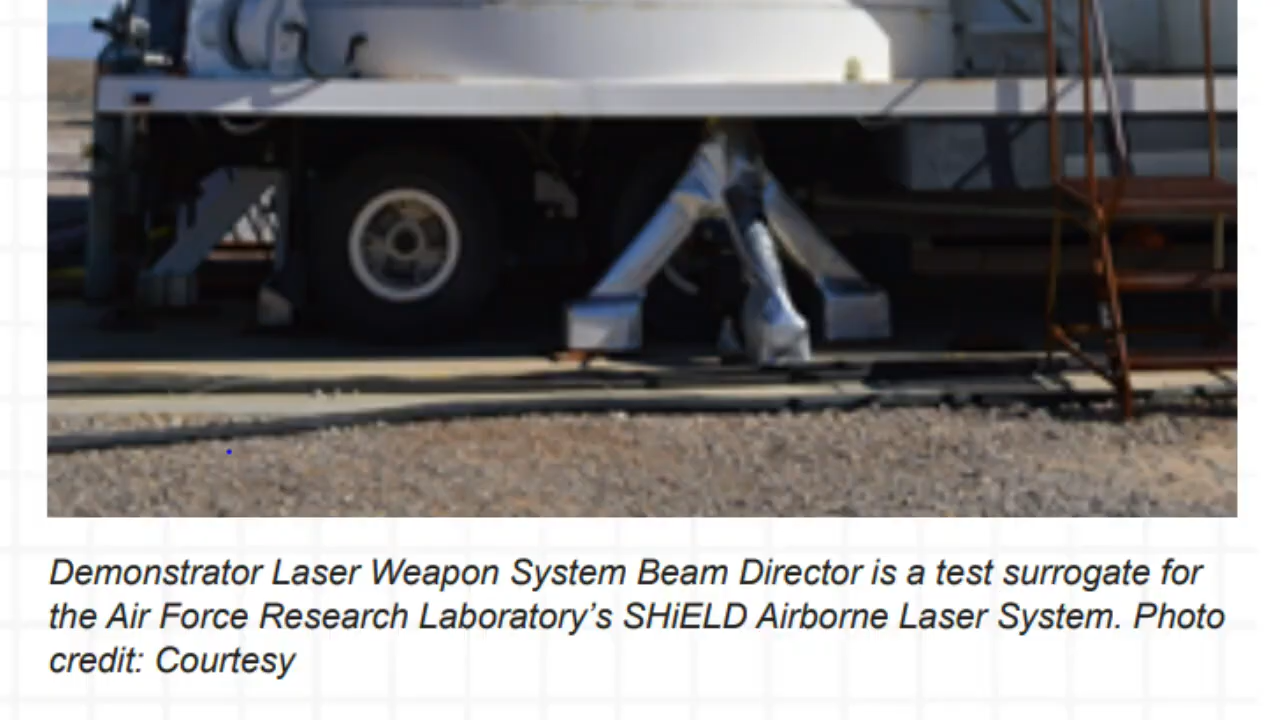 Demonstrator Laser Weapon System Beam Director is a test surrogate for
the Air Force Research Laboratory’s SHiELD Airborne Laser System. Photo
credit: Courtesy